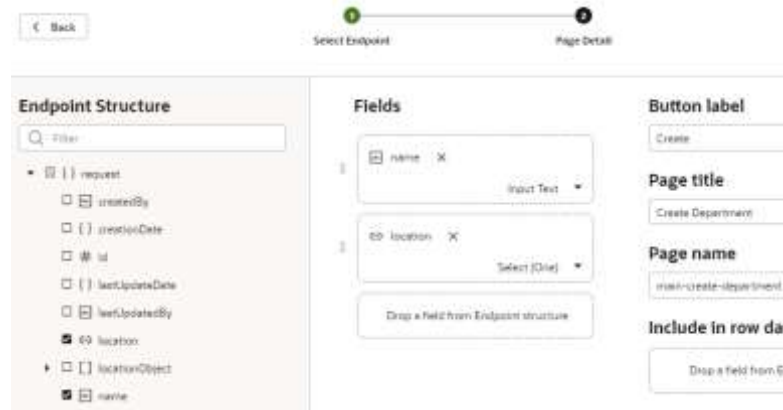 Back
1
2
Select Endpoint
Page Detail
Endpoint Structure
Filter
{ } request
createdBy
{ } creationDate
# id
{ } lastUpdateDate
lastUpdatedBy
location
[ ] locationObject
name
Fields
name
Input Text
location
Select (One)
Drop a field from Endpoint structure
Button label
Create
Page title
Create Department
Page name
main-create-department
Include in row da
Drop a field from E